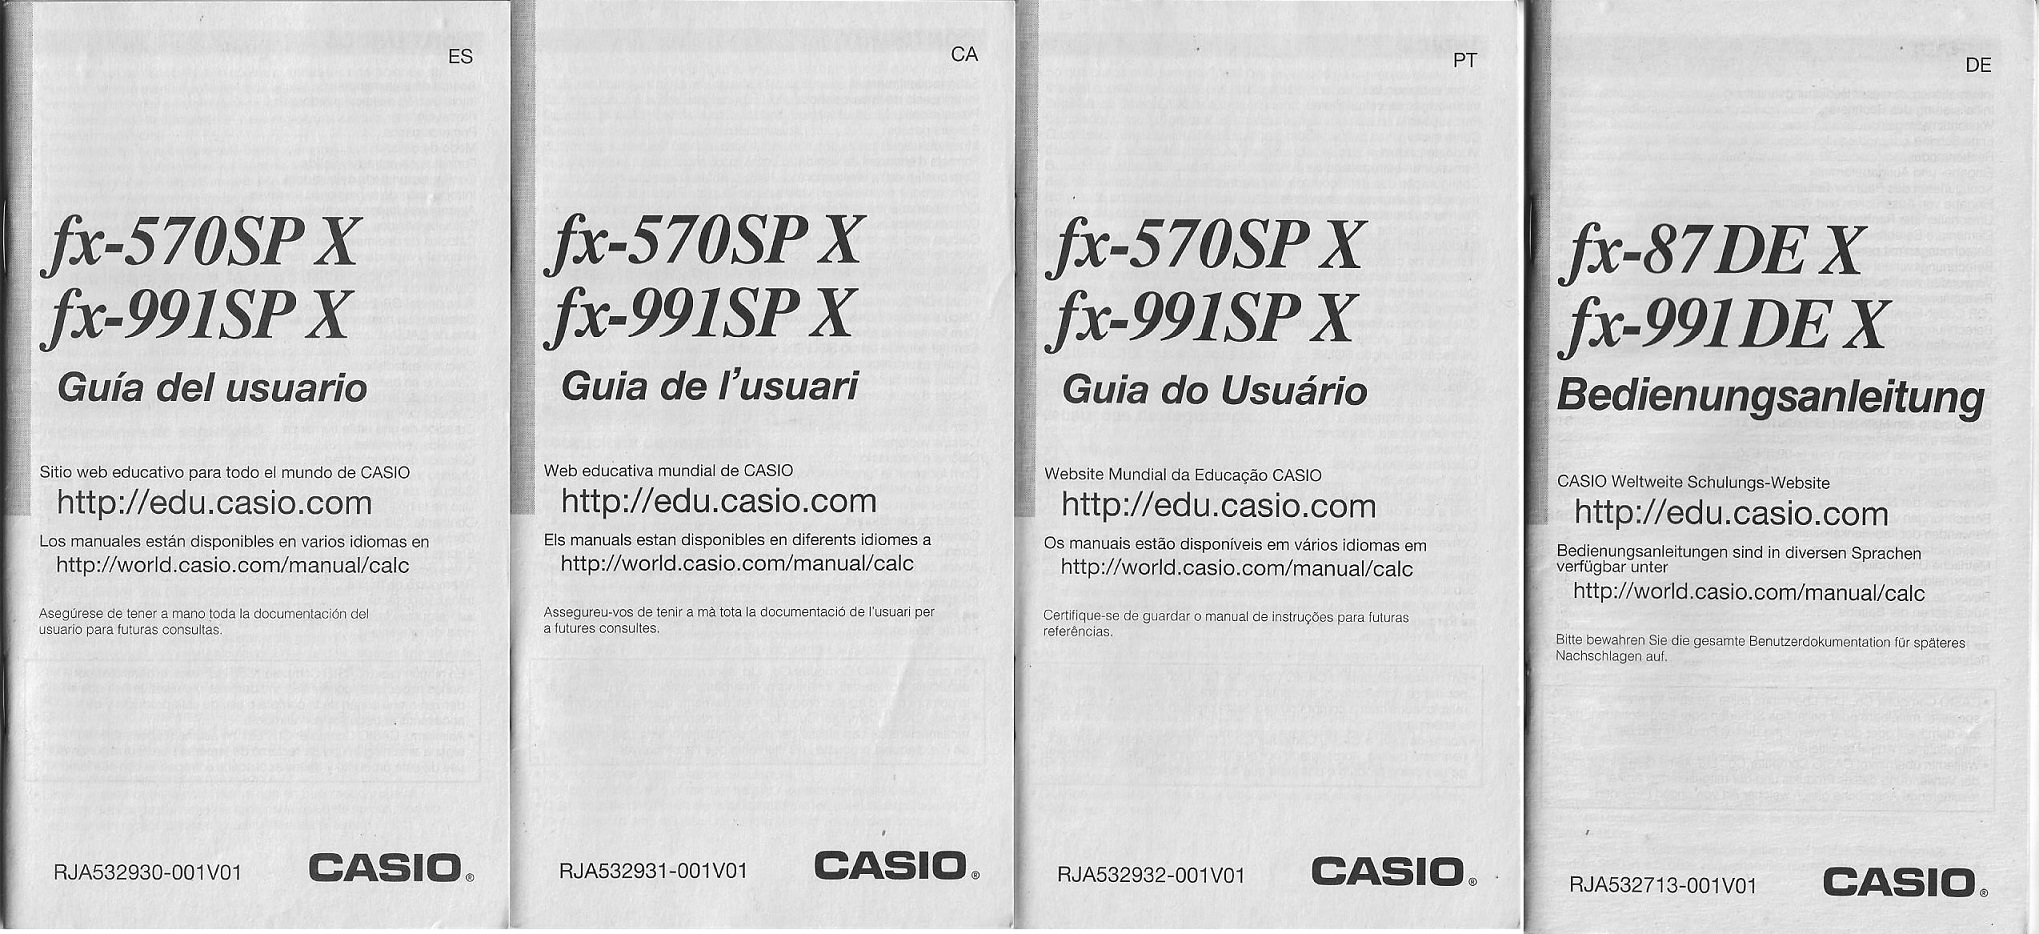 ES
fx-570SP X
fx-991SP X
Guía del usuario
Sitio web educativo para todo el mundo de CASIO
http://edu.casio.com
Los manuales están disponibles en varios idiomas en
http://world.casio.com/manual/calc
Asegúrese de tener a mano toda la documentación del
usuario para futuras consultas.
RJA532930-001V01
CASIO®
CA
fx-570SP X
fx-991SP X
Guia de l'usuari
Web educativa mundial de CASIO
http://edu.casio.com
Els manuals estan disponibles en diferents idiomes a
http://world.casio.com/manual/calc
Assegureu-vos de tenir a mà tota la documentació de l'usuari per
a futures consultes.
RJA532931-001V01
CASIO®
PT
fx-570SP X
fx-991SP X
Guia do Usuário
Website Mundial da Educação CASIO
http://edu.casio.com
Os manuais estão disponíveis em vários idiomas em
http://world.casio.com/manual/calc
Certifique-se de guardar o manual de instruções para futuras
referências.
RJA532932-001V01
CASIO®
DE
fx-87DE X
fx-991DE X
Bedienungsanleitung
CASIO Weltweite Schulungs-Website
http://edu.casio.com
Bedienungsanleitungen sind in diversen Sprachen
verfügbar unter
http://world.casio.com/manual/calc
Bitte bewahren Sie die gesamte Benutzerdokumentation für späteres
Nachschlagen auf.
RJA532713-001V01
CASIO®